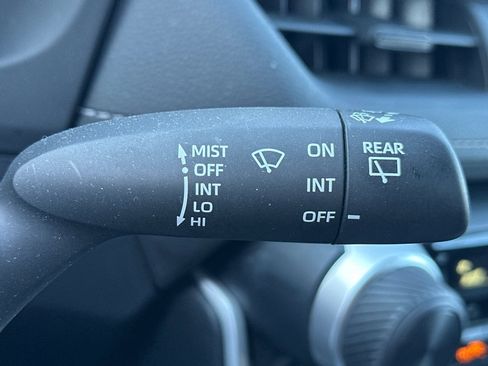 MIST
OFF
INT
LO
HI
ON
INT
OFF
REAR